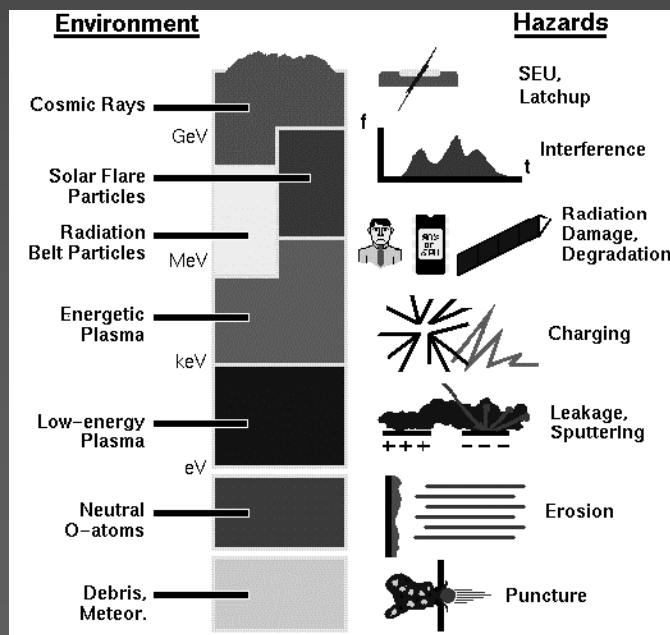 Environment
Hazards
Cosmic Rays
GeV
SEU,
Latchup
f
t
Interference
Solar Flare
Particles
Radiation
Belt Particles
MeV
Radiation
Damage,
Degradation
Energetic
Plasma
keV
Charging
Low-energy
Plasma
eV
Leakage,
Sputtering
+ + +
- - -
Neutral
O-atoms
Erosion
Debris,
Meteor.
Puncture